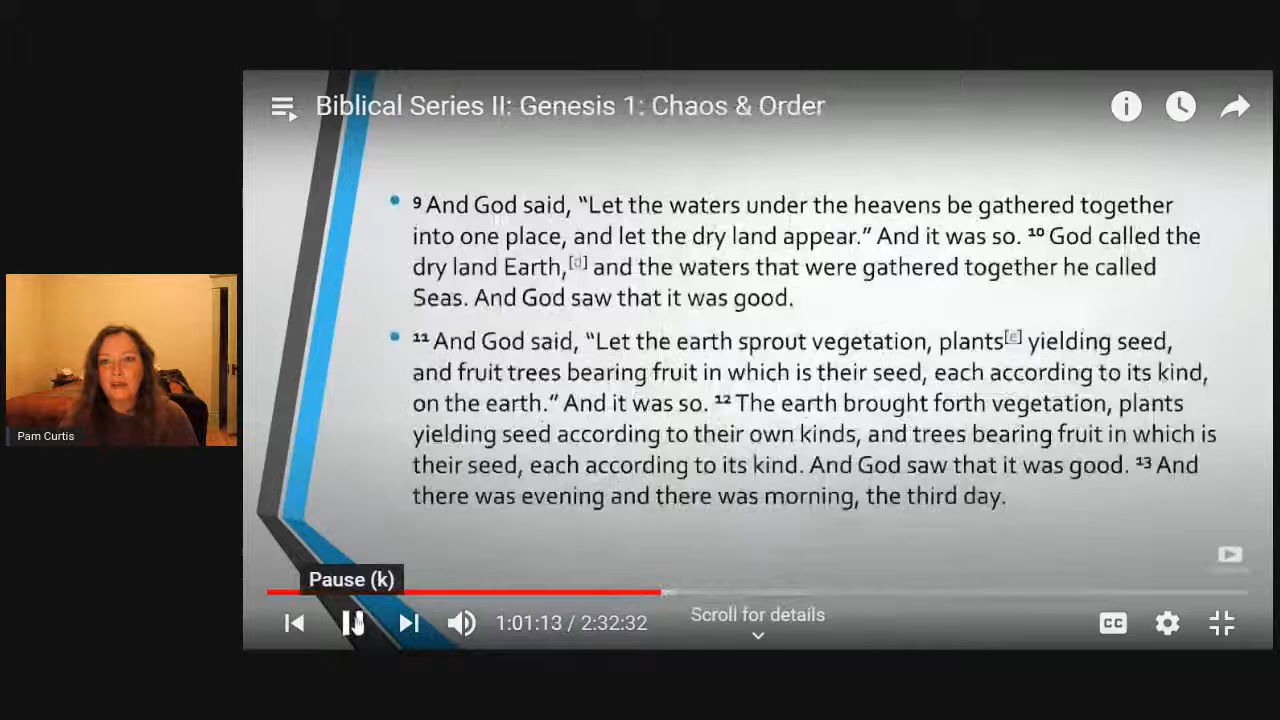 Biblical Series II: Genesis 1: Chaos & Order
9 And God said, “Let the waters under the heavens be gathered together
into one place, and let the dry land appear.” And it was so. 10 God called the
dry land Earth,[d] and the waters that were gathered together he called
Seas. And God saw that it was good.
11 And God said, “Let the earth sprout vegetation, plants[e] yielding seed,
and fruit trees bearing fruit in which is their seed, each according to its kind,
on the earth.” And it was so. 12 The earth brought forth vegetation, plants
yielding seed according to their own kinds, and trees bearing fruit in which is
their seed, each according to its kind. And God saw that it was good. 13 And
there was evening and there was morning, the third day.
Pam Curtis
Pause (k)
1:01:13 / 2:32:32
Scroll for details
CC